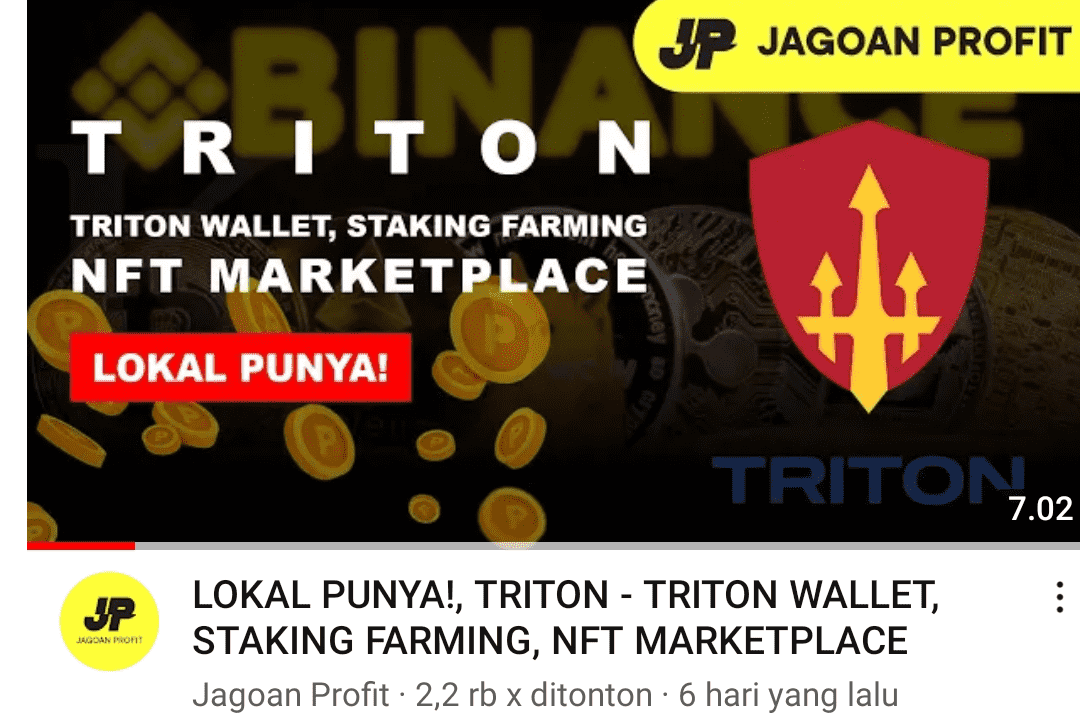 BINANCE
JP JAGOAN PROFIT
TRITON
TRITON WALLET, STAKING FARMING
NFT MARKETPLACE
LOKAL PUNYA!
TRITON
7.02
JP
JAGOAN PROFIT
LOKAL PUNYA!, TRITON - TRITON WALLET,
STAKING FARMING, NFT MARKETPLACE
Jagoan Profit · 2,2 rb x ditonton · 6 hari yang lalu